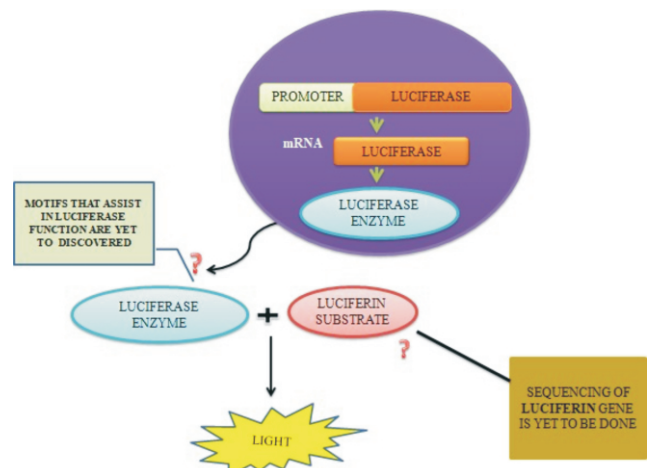 PROMOTER LUCIFERASE
mRNA
LUCIFERASE
LUCIFERASE
ENZYME
MOTIFS THAT ASSIST
IN LUCIFERASE
FUNCTION ARE YET
TO DISCOVERED
?
LUCIFERASE
ENZYME
+
LUCIFERIN
SUBSTRATE
?
SEQUENCING OF
LUCIFERIN GENE
IS YET TO BE DONE
LIGHT